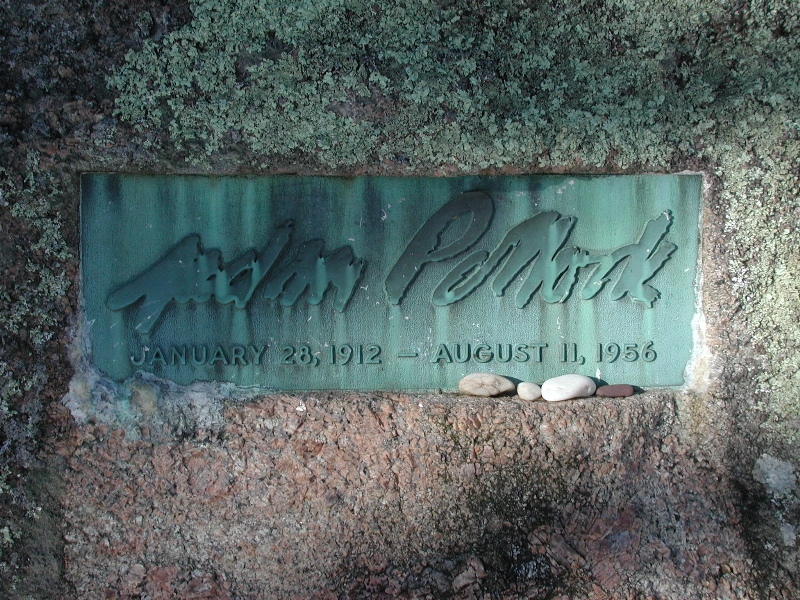 Jackson Pollock
JANUARY 28, 1912 — AUGUST 11, 1956